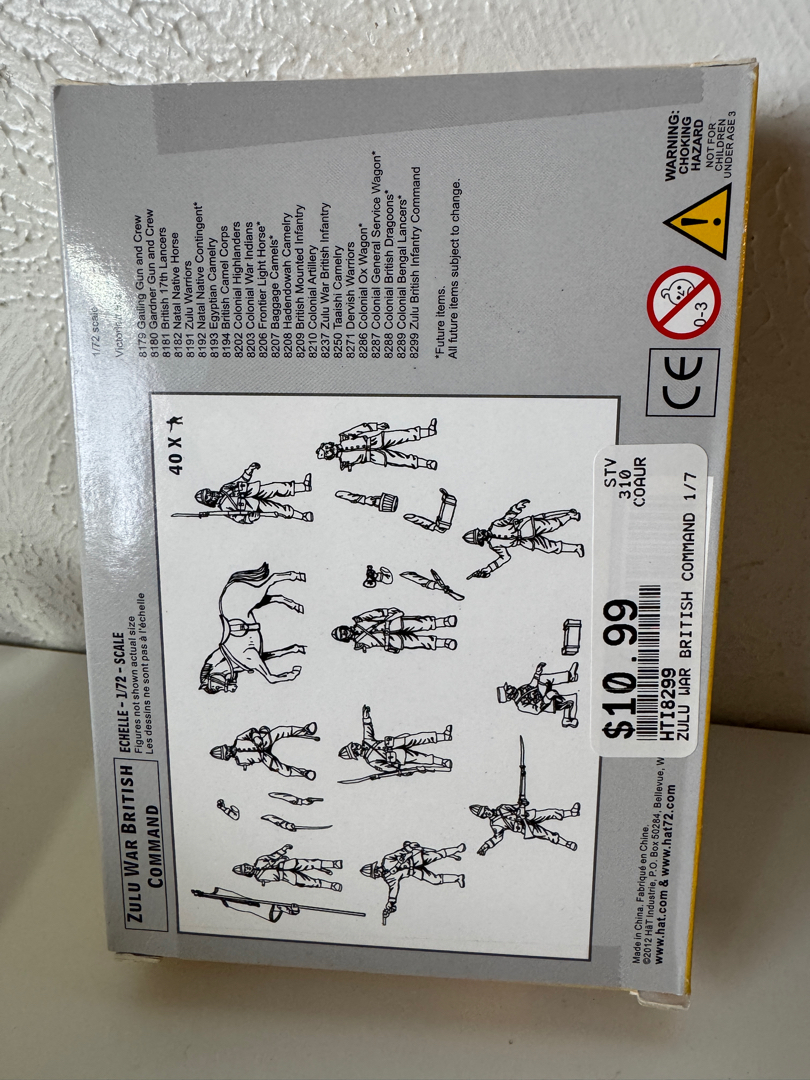 ZULU WAR BRITISH
COMMAND
ECHELLE - 1/72 - SCALE
Figures not shown actual size
Les dessins ne sont pas à l'échelle
40 X
1/72 scale
8179 Gatling Gun and Crew
8180 Gardner Gun and Crew
8181 British 17th Lancers
8182 Natal Native Horse
8191 Zulu Warriors
8192 Natal Native Contingent*
8193 Egyptian Camelry
8194 British Camel Corps
8202 Colonial Highlanders
8203 Colonial War Indians
8206 Frontier Light Horse*
8207 Baggage Camels*
8208 Hadendowah Camelry
8209 British Mounted Infantry
8210 Colonial Artillery
8237 Zulu War British Infantry
8250 Taaishi Camelry
8271 Dervish Warriors
8286 Colonial Ox Wagon*
8287 Colonial General Service Wagon*
8288 Colonial British Dragoons*
8289 Colonial Bengal Lancers*
8299 Zulu British Infantry Command
*Future items.
All future items subject to change.
Made in China. Fabriqué en Chine.
©2012 HäT Industrie, P.O. Box 50284, Bellevue, W
www.hat.com & www.hat72.com
STV
310
COAUR
$10.99
HTI8299
ZULU WAR BRITISH COMMAND 1/7
CE
0-3
WARNING:
CHOKING
HAZARD
NOT FOR
CHILDREN
UNDER AGE 3